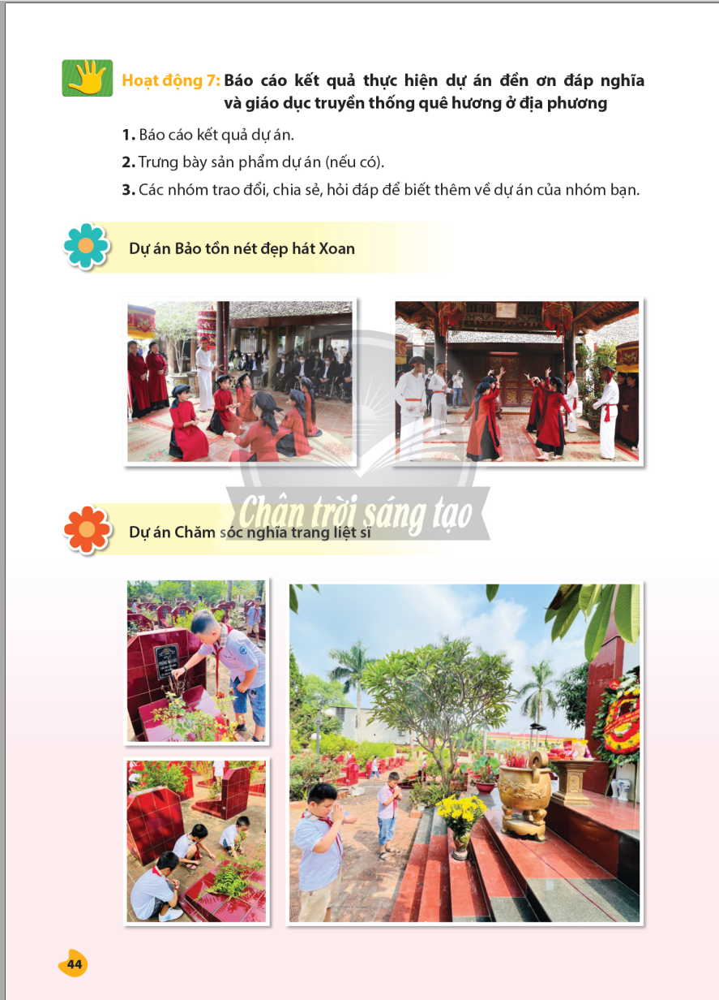 Hoạt động 7: Báo cáo kết quả thực hiện dự án đền ơn đáp nghĩa
và giáo dục truyền thống quê hương ở địa phương
1. Báo cáo kết quả dự án.
2. Trưng bày sản phẩm dự án (nếu có).
3. Các nhóm trao đổi, chia sẻ, hỏi đáp để biết thêm về dự án của nhóm bạn.
Dự án Bảo tồn nét đẹp hát Xoan
Chân trời sáng tạo
Dự án Chăm sóc nghĩa trang liệt sĩ
44